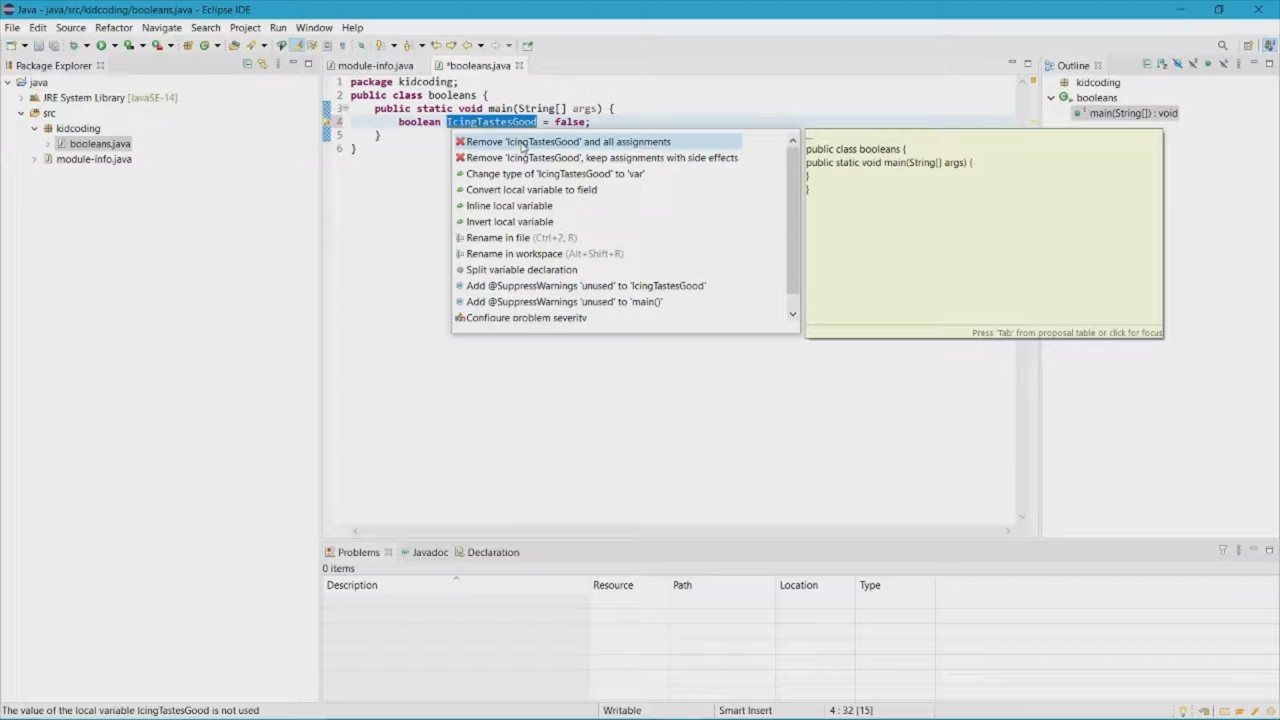 Java - java/src/kidcoding/booleans.java - Eclipse IDE
File Edit Source Refactor Navigate Search Project Run Window Help
Package Explorer
module-info.java
*booleans.java
Outline
java
JRE System Library [JavaSE-14]
src
kidcoding
booleans.java
module-info.java
1 package kidcoding;
2 public class booleans {
3 public static void main(String[] args) {
4 boolean IcingTastesGood = false;
5 }
6 }
Remove 'IcingTastesGood' and all assignments
Remove 'IcingTastesGood', keep assignments with side effects
Change type of 'IcingTastesGood' to 'var'
Convert local variable to field
Inline local variable
Invert local variable
Rename in file (Ctrl+2, R)
Rename in workspace (Alt+Shift+R)
Split variable declaration
Add @SuppressWarnings 'unused' to 'IcingTastesGood'
Add @SuppressWarnings 'unused' to 'main()'
Configure problem severity
...
public class booleans {
public static void main(String[] args) {
}
}
Press 'Tab' from proposal table or click for focus
kidcoding
booleans
main(String[]) : void
Problems
Javadoc
Declaration
0 items
Description Resource Path Location Type
The value of the local variable IcingTastesGood is not used
Writable
Smart Insert
4 : 32 [15]